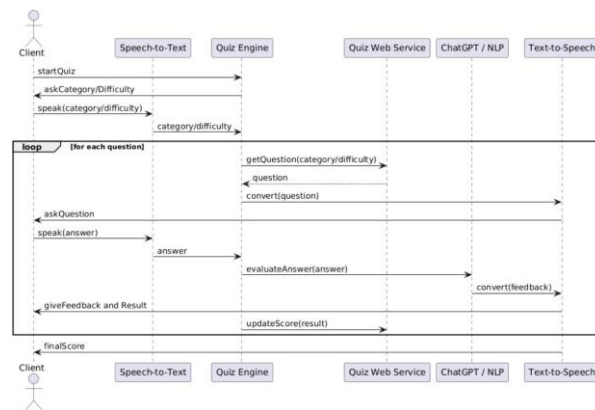 Client
Speech-to-Text
Quiz Engine
Quiz Web Service
ChatGPT / NLP
Text-to-Speech
startQuiz
askCategory/Difficulty
speak(category/difficulty)
category/difficulty
loop [for each question]
getQuestion(category/difficulty)
question
convert(question)
askQuestion
speak(answer)
answer
evaluateAnswer(answer)
convert(feedback)
giveFeedback and Result
updateScore(result)
finalScore
Client
Speech-to-Text
Quiz Engine
Quiz Web Service
ChatGPT / NLP
Text-to-Speech